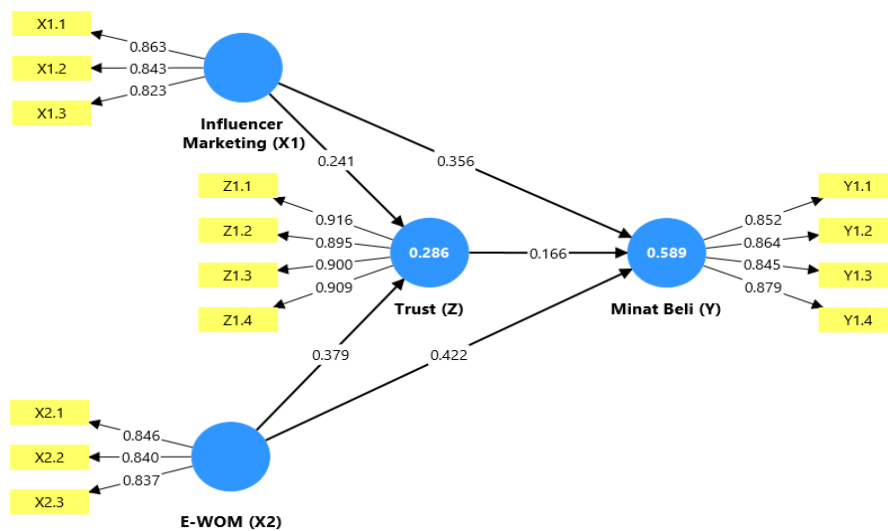 X1.1
0.863
X1.2
0.843
X1.3
0.823
Influencer
Marketing (X1)
0.241
0.356
Z1.1
0.916
Z1.2
0.895
Z1.3
0.900
Z1.4
0.909
0.286
Trust (Z)
0.166
0.589
Minat Beli (Y)
Y1.1
0.852
Y1.2
0.864
Y1.3
0.845
Y1.4
0.879
0.379
0.422
X2.1
0.846
X2.2
0.840
X2.3
0.837
E-WOM (X2)